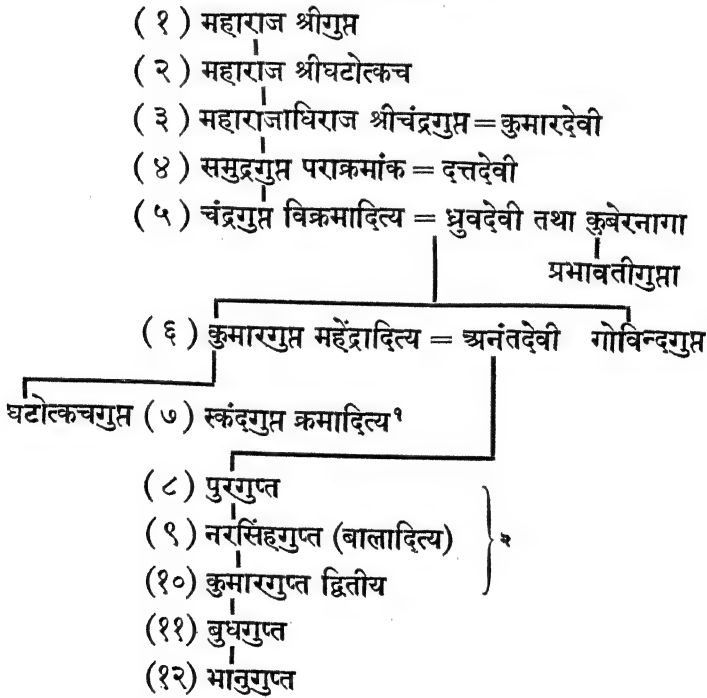 (१) महाराज श्रीगुप्त
(२) महाराज श्रीघटोत्कच
(३) महाराजाधिराज श्रीचंद्रगुप्त = कुमारदेवी
(४) समुद्रगुप्त पराक्रमांक = दत्तदेवी
(५) चंद्रगुप्त विक्रमादित्य = ध्रुवदेवी तथा कुबेरनागा
प्रभावतीगुप्ता
(६) कुमारगुप्त महेंद्रादित्य = अनंतदेवी गोविन्दगुप्त
घटोत्कचगुप्त (७) स्कंदगुप्त क्रमादित्य१
(८) पुरगुप्त
(९) नरसिंहगुप्त (बालादित्य)
(१०) कुमारगुप्त द्वितीय
(११) बुधगुप्त
(१२) भानुगुप्त